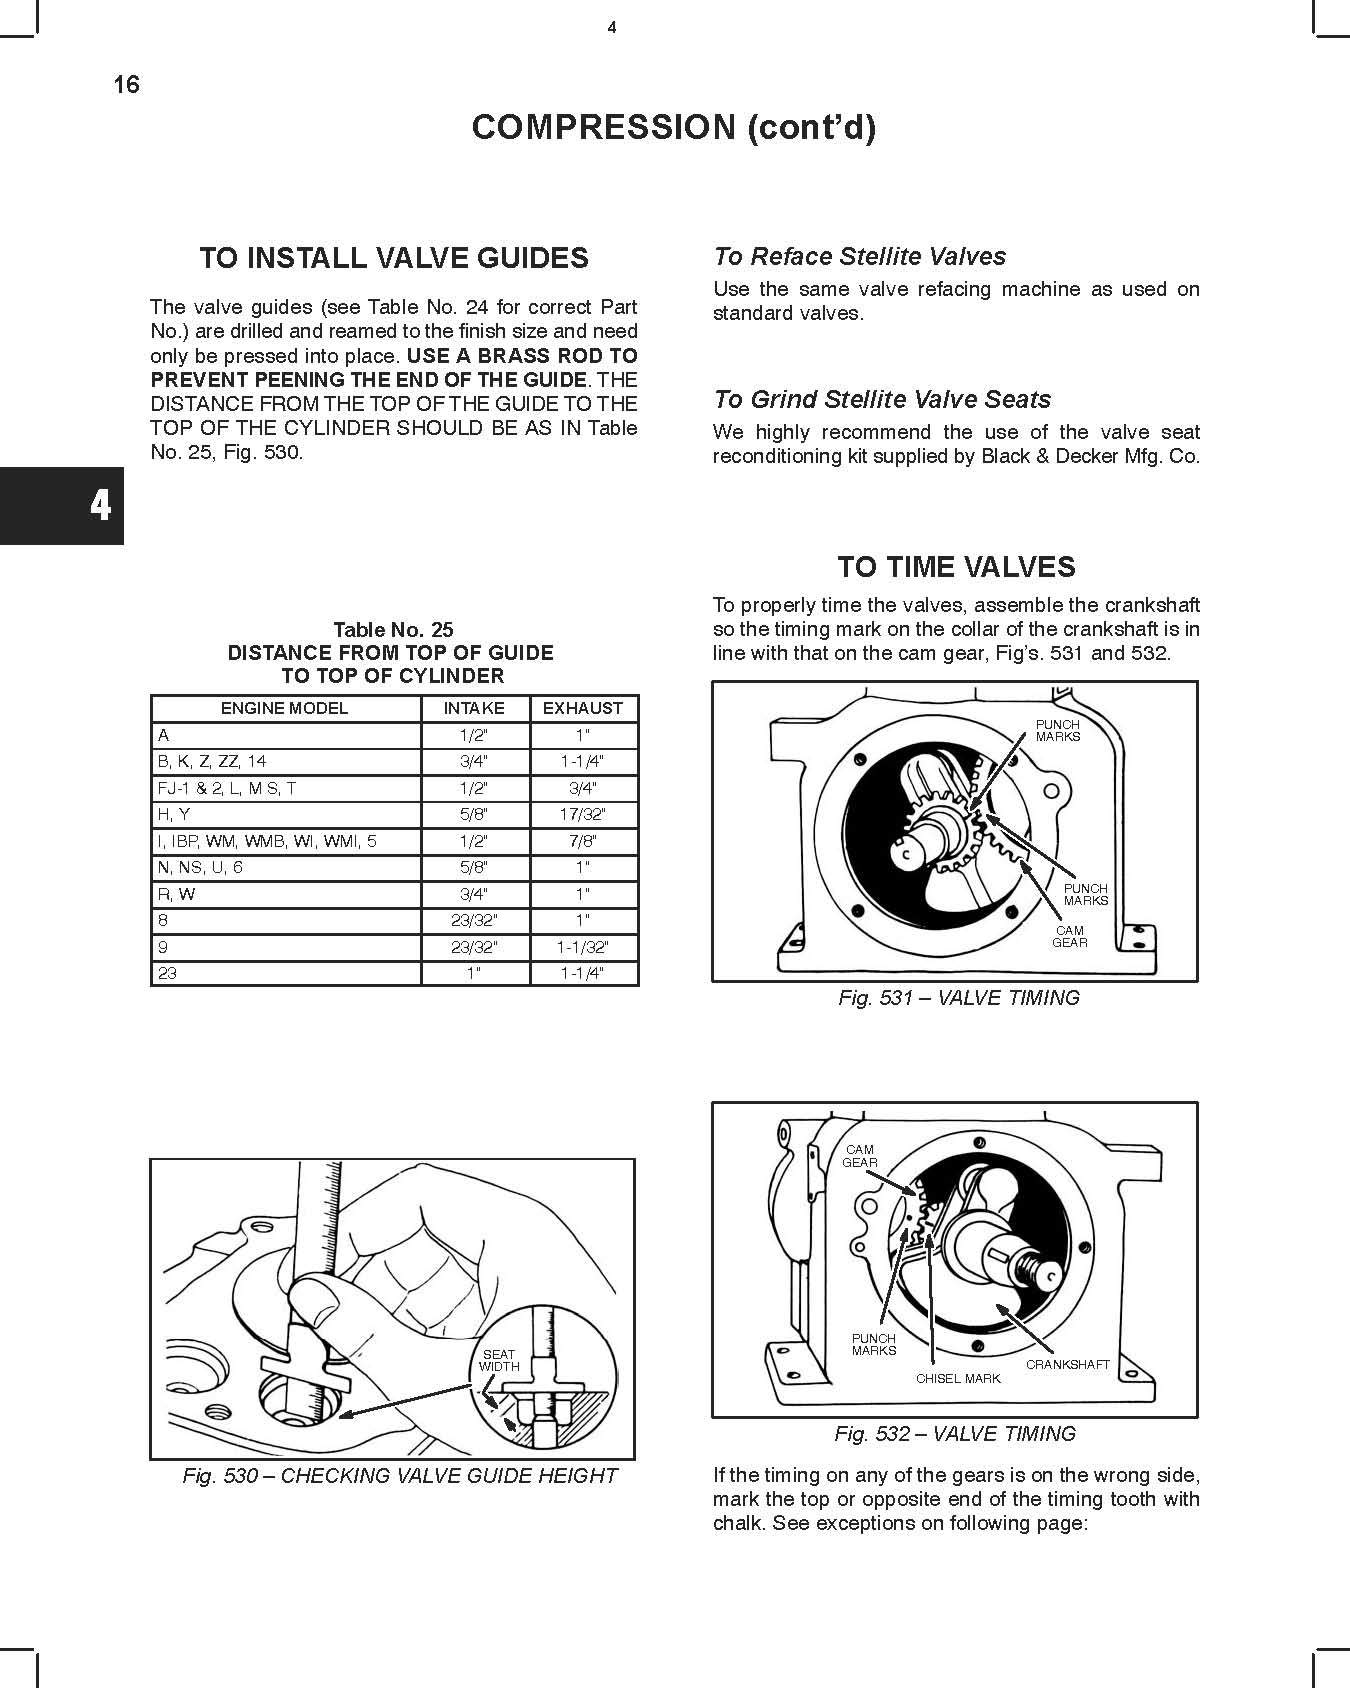 4
16
COMPRESSION (cont’d)
TO INSTALL VALVE GUIDES
The valve guides (see Table No. 24 for correct Part
No.) are drilled and reamed to the finish size and need
only be pressed into place. USE A BRASS ROD TO
PREVENT PEENING THE END OF THE GUIDE. THE
DISTANCE FROM THE TOP OF THE GUIDE TO THE
TOP OF THE CYLINDER SHOULD BE AS IN Table
No. 25, Fig. 530.
4
Table No. 25
DISTANCE FROM TOP OF GUIDE
TO TOP OF CYLINDER
ENGINE MODEL INTAKE EXHAUST
A 1/2" 1"
B, K, Z, ZZ, 14 3/4" 1-1/4"
FJ-1 & 2, L, M S, T 1/2" 3/4"
H, Y 5/8" 17/32"
I, IBP, WM, WMB, WI, WMI, 5 1/2" 7/8"
N, NS, U, 6 5/8" 1"
R, W 3/4" 1"
8 23/32" 1"
9 23/32" 1-1/32"
23 1" 1-1/4"
SEAT
WIDTH
Fig. 530 – CHECKING VALVE GUIDE HEIGHT
To Reface Stellite Valves
Use the same valve refacing machine as used on
standard valves.
To Grind Stellite Valve Seats
We highly recommend the use of the valve seat
reconditioning kit supplied by Black & Decker Mfg. Co.
TO TIME VALVES
To properly time the valves, assemble the crankshaft
so the timing mark on the collar of the crankshaft is in
line with that on the cam gear, Fig’s. 531 and 532.
PUNCH
MARKS
PUNCH
MARKS
CAM
GEAR
Fig. 531 – VALVE TIMING
CAM
GEAR
PUNCH
MARKS
CRANKSHAFT
CHISEL MARK
Fig. 532 – VALVE TIMING
If the timing on any of the gears is on the wrong side,
mark the top or opposite end of the timing tooth with
chalk. See exceptions on following page: